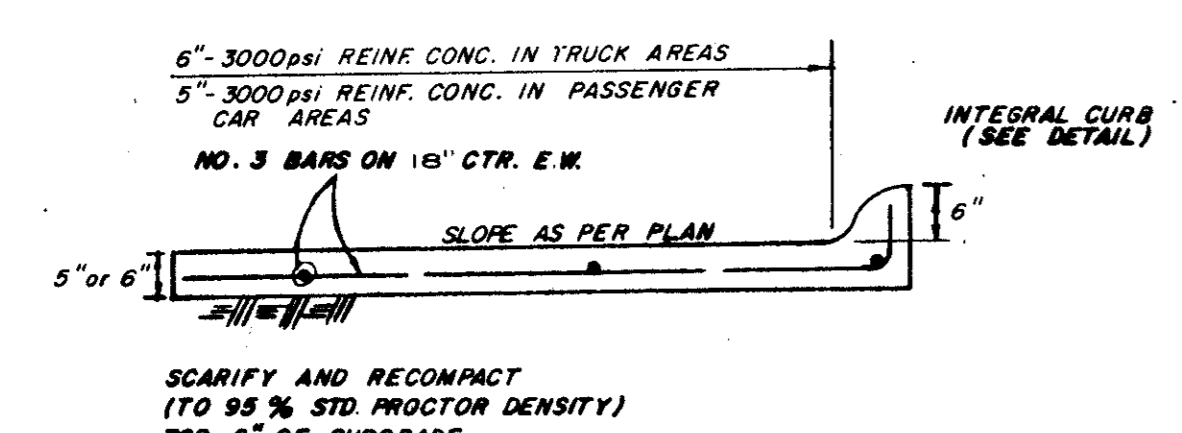 6"- 3000psi REINF. CONC. IN TRUCK AREAS
5"- 3000psi REINF. CONC. IN PASSENGER
CAR AREAS
INTEGRAL CURB
(SEE DETAIL)
NO. 3 BARS ON 18" CTR. E.W.
6"
SLOPE AS PER PLAN
5" or 6"
SCARIFY AND RECOMPACT
(TO 95 % STD. PROCTOR DENSITY)
OF SUBGRADE